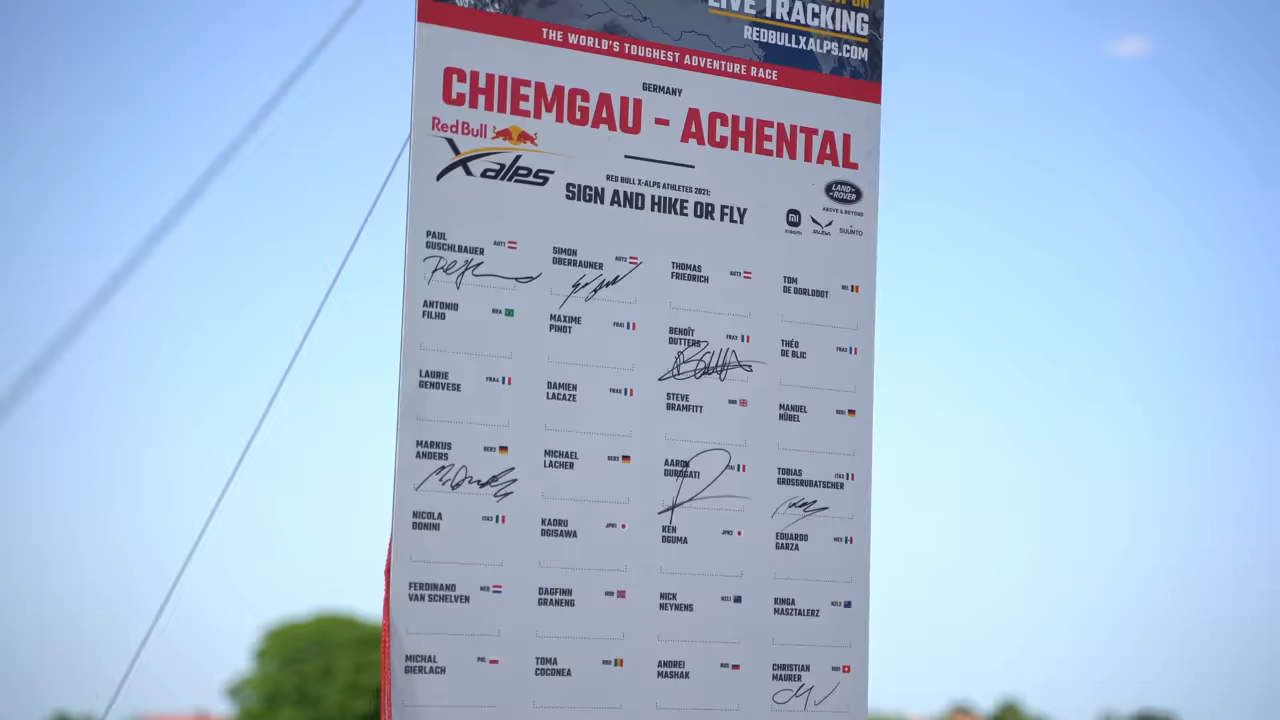 LIVE TRACKING
REDBULLXALPS.COM
THE WORLD'S TOUGHEST ADVENTURE RACE
GERMANY
CHIEMGAU - ACHENTAL
Red Bull
Xalps
RED BULL X-ALPS ATHLETES 2021:
SIGN AND HIKE OR FLY
LAND ROVER
ABOVE & BEYOND
mi
XIAOMI
SALEWA
SUUNTO
PAUL GUSCHLBAUER AUT1
SIMON OBERRAUNER AUT2
THOMAS FRIEDRICH AUT3
TOM DE DORLODOT BEL
ANTONIO FILHO BRA
MAXIME PINOT FRA1
BENOÎT OUTTERS FRA2
THÉO DE BLIC FRA3
LAURIE GENOVESE FRA4
DAMIEN LACAZE FRA5
STEVE BRAMFITT GBR
MANUEL NÜBEL GER1
MARKUS ANDERS GER2
MICHAEL LACHER GER3
AARON DUROGATI ITA1
TOBIAS GROSSRUBATSCHER ITA2
NICOLA DONINI ITA3
KAORU OGISAWA JPN1
KEN OGUMA JPN2
EDUARDO GARZA MEX
FERDINAND VAN SCHELVEN NED
DAGFINN GRANENG NOR
NICK NEYNENS NZL1
KINGA MASZTALERZ NZL2
MICHAL GIERLACH POL
TOMA COCONEA ROU
ANDREI MASHAK RUS
CHRISTIAN MAURER SUI1